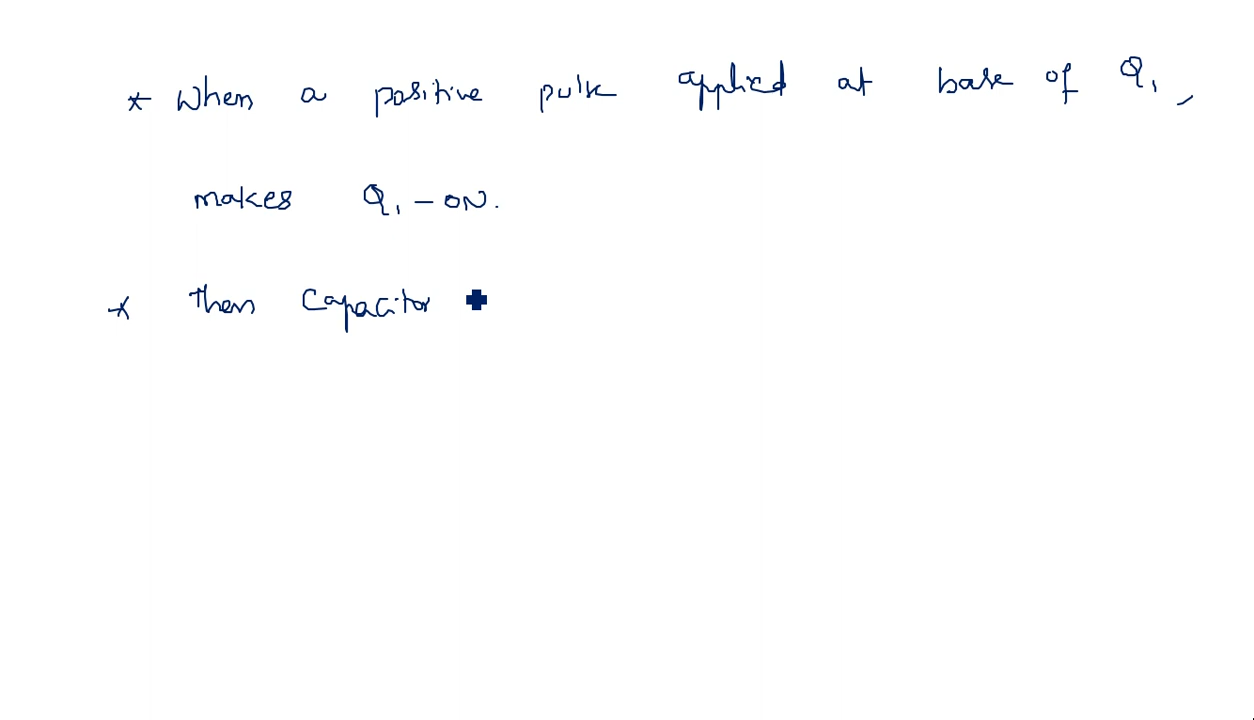 * When a positive pulse applied at base of Q1,
makes Q1 - ON.
* then capacitor